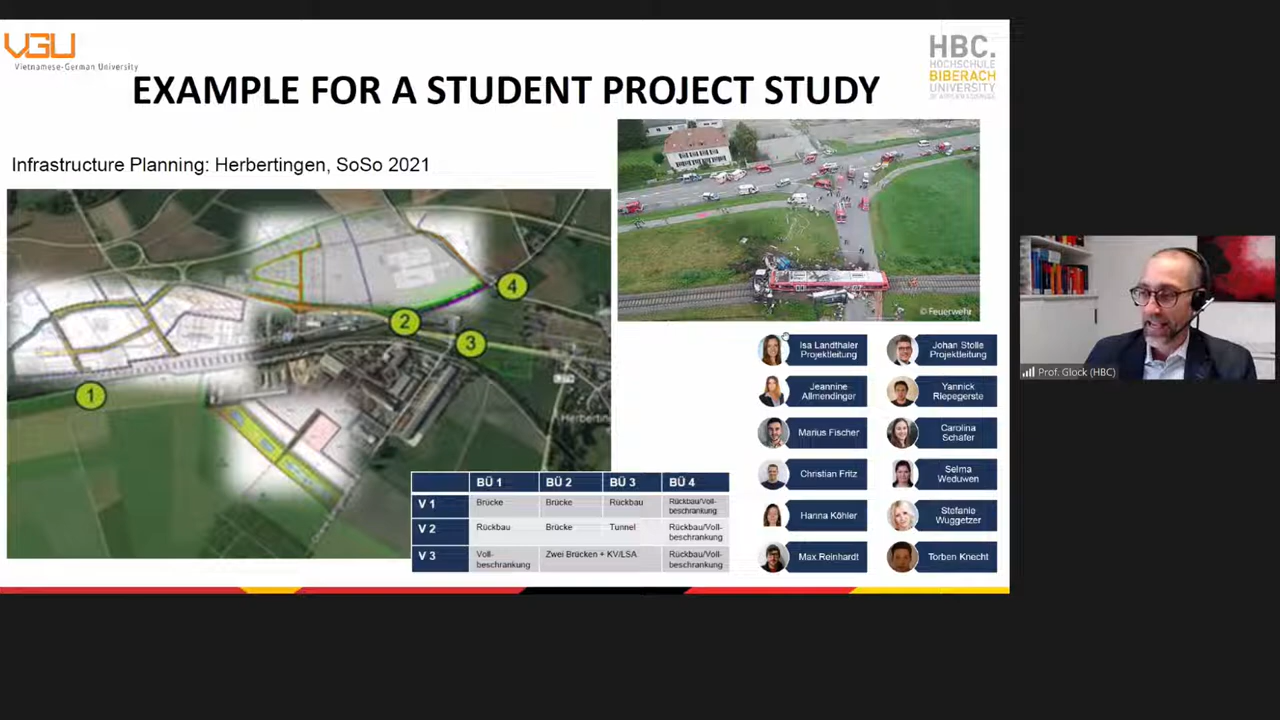 VGU
Vietnamese-German University
EXAMPLE FOR A STUDENT PROJECT STUDY
HBC.
HOCHSCHULE
BIBERACH
UNIVERSITY
OF APPLIED SCIENCES
Infrastructure Planning: Herbertingen, SoSo 2021
1
2
3
4
© Feuerwehr
Isa Landthaler
Projektleitung
Johan Stolle
Projektleitung
Jeannine
Allmendinger
Yannick
Riepegerste
Marius Fischer
Carolina
Schäfer
Christian Fritz
Selma
Weduwen
Hanna Köhler
Stefanie
Wuggetzer
Max Reinhardt
Torben Knecht
BÜ 1 BÜ 2 BÜ 3 BÜ 4
V 1 Brücke Brücke Rückbau Rückbau/Voll-
beschrankung
V 2 Rückbau Brücke Tunnel Rückbau/Voll-
beschrankung
V 3 Voll-
beschrankung Zwei Brücken + KV/LSA Rückbau/Voll-
beschrankung
Prof. Glock (HBC)